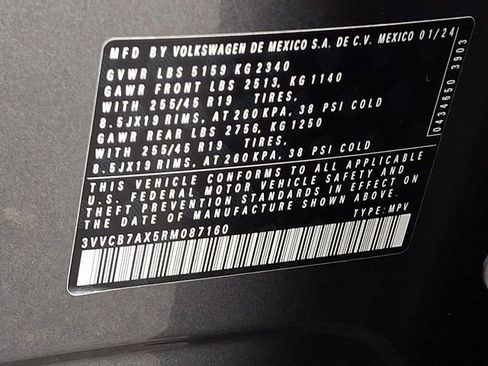 MFD BY VOLKSWAGEN DE MEXICO S.A. DE C.V. MEXICO 01/24
GVWR LBS 5159 KG 2340
GAWR FRONT LBS 2513, KG 1140
WITH 255/45 R19 TIRES,
8.5JX19 RIMS, AT 260 KPA, 38 PSI COLD
GAWR REAR LBS 2756, KG 1250
WITH 255/45 R19 TIRES,
8.5JX19 RIMS, AT 260 KPA, 38 PSI COLD
THIS VEHICLE CONFORMS TO ALL APPLICABLE
U.S. FEDERAL MOTOR VEHICLE SAFETY AND
THEFT PREVENTION STANDARDS IN EFFECT ON
THE DATE OF MANUFACTURE SHOWN ABOVE.
3VVCB7AX5RM087160 TYPE: MPV
0434650 3903